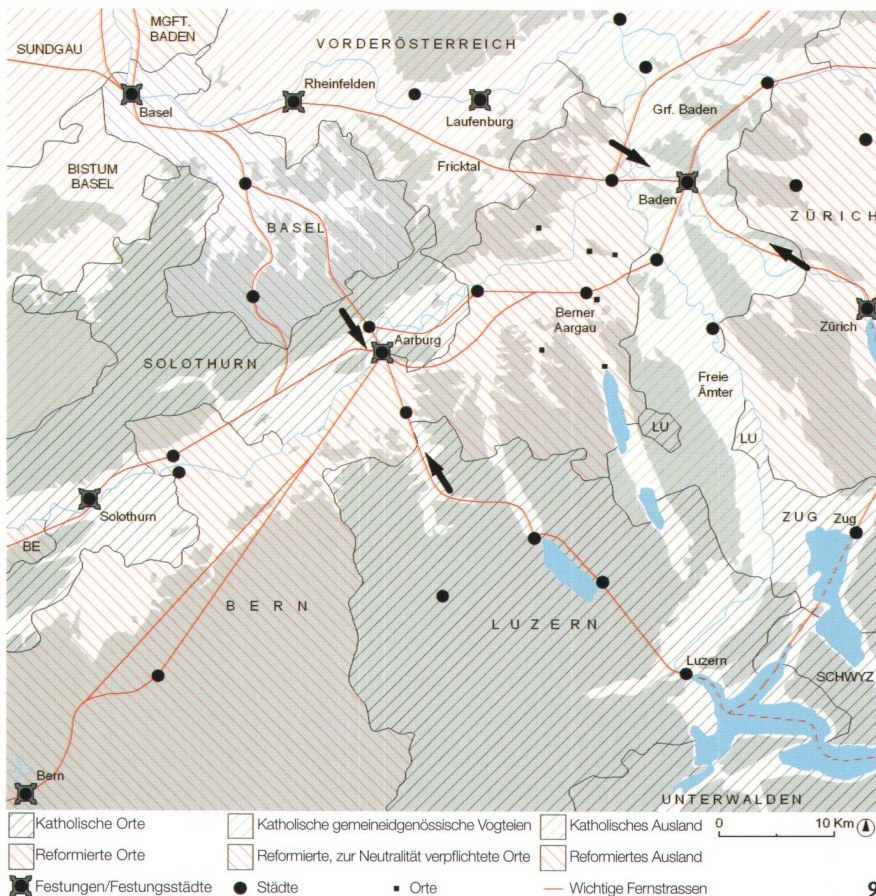 MGFT.
BADEN
SUNDGAU
VORDERÖSTERREICH
Basel
Rheinfelden
Laufenburg
Grf. Baden
Fricktal
BISTUM
BASEL
Baden
BASEL
ZÜRICH
Zürich
Aarburg
Berner
Aargau
SOLOTHURN
Freie
Ämter
LU
LU
Solothurn
BE
ZUG
Zug
BERN
LUZERN
Luzern
SCHWYZ
Bern
UNTERWALDEN
Katholische Orte
Katholische gemeineidgenössische Vogteien
Katholisches Ausland
0 10 Km
Reformierte Orte
Reformierte, zur Neutralität verpflichtete Orte
Reformiertes Ausland
Festungen/Festungsstädte
Städte
Orte
Wichtige Fernstrassen